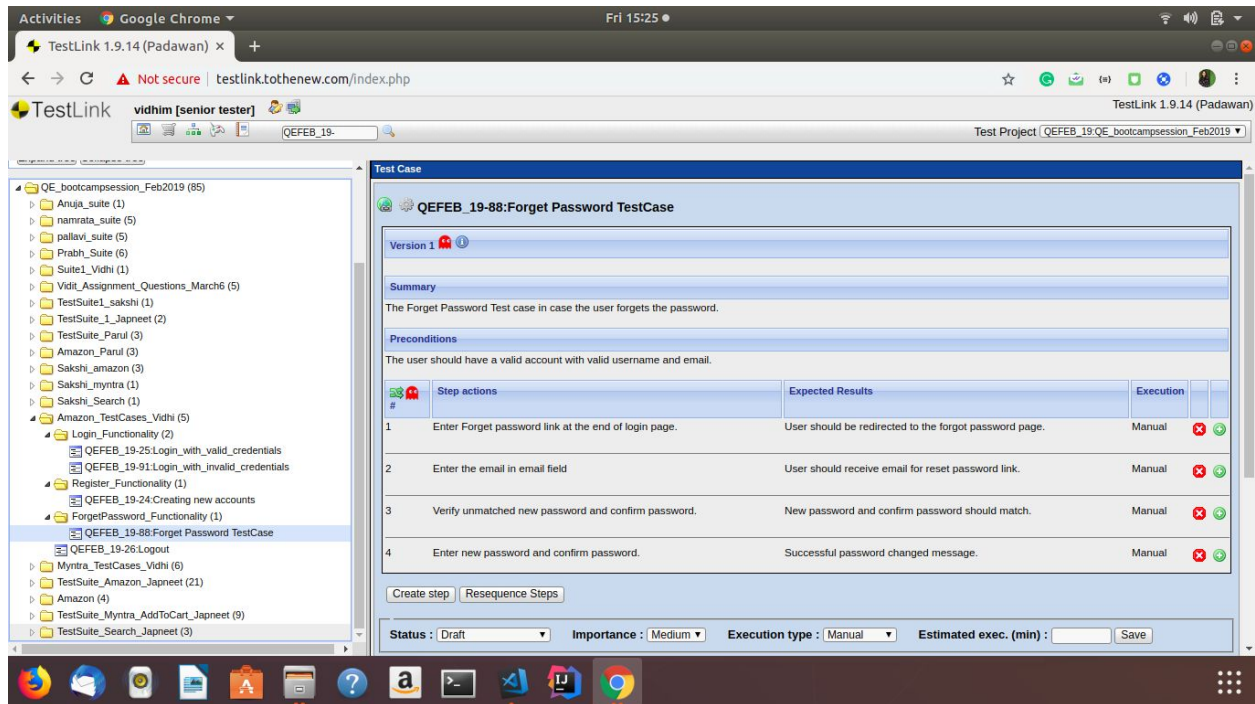 Activities Google Chrome Fri 15:25
TestLink 1.9.14 (Padawan)
Not secure testlink.tothenew.com/index.php
TestLink vidhim [senior tester] TestLink 1.9.14 (Padawan)
QEFEB_19- Test Project QEFEB_19:QE_bootcampsession_Feb2019
QE_bootcampsession_Feb2019 (85)
Anuja_suite (1)
namrata_suite (5)
pallavi_suite (5)
Prabh_Suite (6)
Suite1_Vidhi (1)
Vidit_Assignment_Questions_March6 (5)
TestSuite1_sakshi (1)
TestSuite_1_Japneet (2)
TestSuite_Parul (3)
Amazon_Parul (3)
Sakshi_amazon (3)
Sakshi_myntra (1)
Sakshi_Search (1)
Amazon_TestCases_Vidhi (5)
Login_Functionality (2)
QEFEB_19-25:Login_with_valid_credentials
QEFEB_19-91:Login_with_invalid_credentials
Register_Functionality (1)
QEFEB_19-24:Creating new accounts
ForgetPassword_Functionality (1)
QEFEB_19-88:Forget Password TestCase
QEFEB_19-26:Logout
Myntra_TestCases_Vidhi (6)
TestSuite_Amazon_Japneet (21)
Amazon (4)
TestSuite_Myntra_AddToCart_Japneet (9)
TestSuite_Search_Japneet (3)
Test Case
QEFEB_19-88:Forget Password TestCase
Version 1
Summary
The Forget Password Test case in case the user forgets the password.
Preconditions
The user should have a valid account with valid username and email.
# Step actions Expected Results Execution
1 Enter Forget password link at the end of login page. User should be redirected to the forgot password page. Manual
2 Enter the email in email field User should receive email for reset password link. Manual
3 Verify unmatched new password and confirm password. New password and confirm password should match. Manual
4 Enter new password and confirm password. Successful password changed message. Manual
Create step Resequence Steps
Status : Draft Importance : Medium Execution type : Manual Estimated exec. (min) : Save